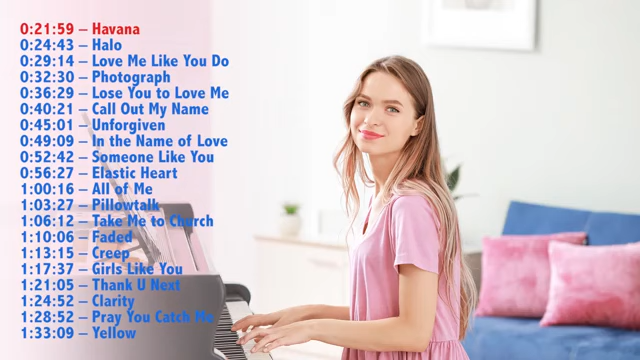 0:21:59 – Havana
0:24:43 – Halo
0:29:14 – Love Me Like You Do
0:32:30 – Photograph
0:36:29 – Lose You to Love Me
0:40:21 – Call Out My Name
0:45:01 – Unforgiven
0:49:09 – In the Name of Love
0:52:42 – Someone Like You
0:56:27 – Elastic Heart
1:00:16 – All of Me
1:03:27 – Pillowtalk
1:06:12 – Take Me to Church
1:10:06 – Faded
1:13:15 – Creep
1:17:37 – Girls Like You
1:21:05 – Thank U Next
1:24:52 – Clarity
1:28:52 – Pray You Catch Me
1:33:09 – Yellow